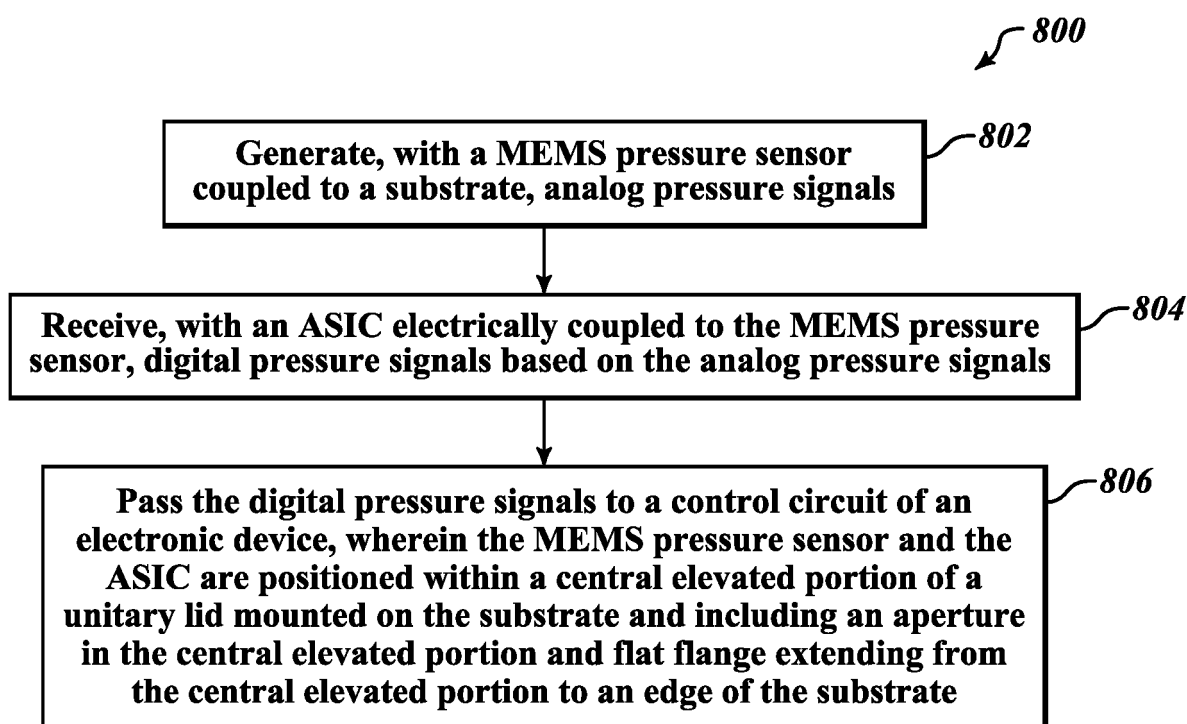 800
802
Generate, with a MEMS pressure sensor
coupled to a substrate, analog pressure signals
804
Receive, with an ASIC electrically coupled to the MEMS pressure
sensor, digital pressure signals based on the analog pressure signals
806
Pass the digital pressure signals to a control circuit of an
electronic device, wherein the MEMS pressure sensor and the
ASIC are positioned within a central elevated portion of a
unitary lid mounted on the substrate and including an aperture
in the central elevated portion and flat flange extending from
the central elevated portion to an edge of the substrate